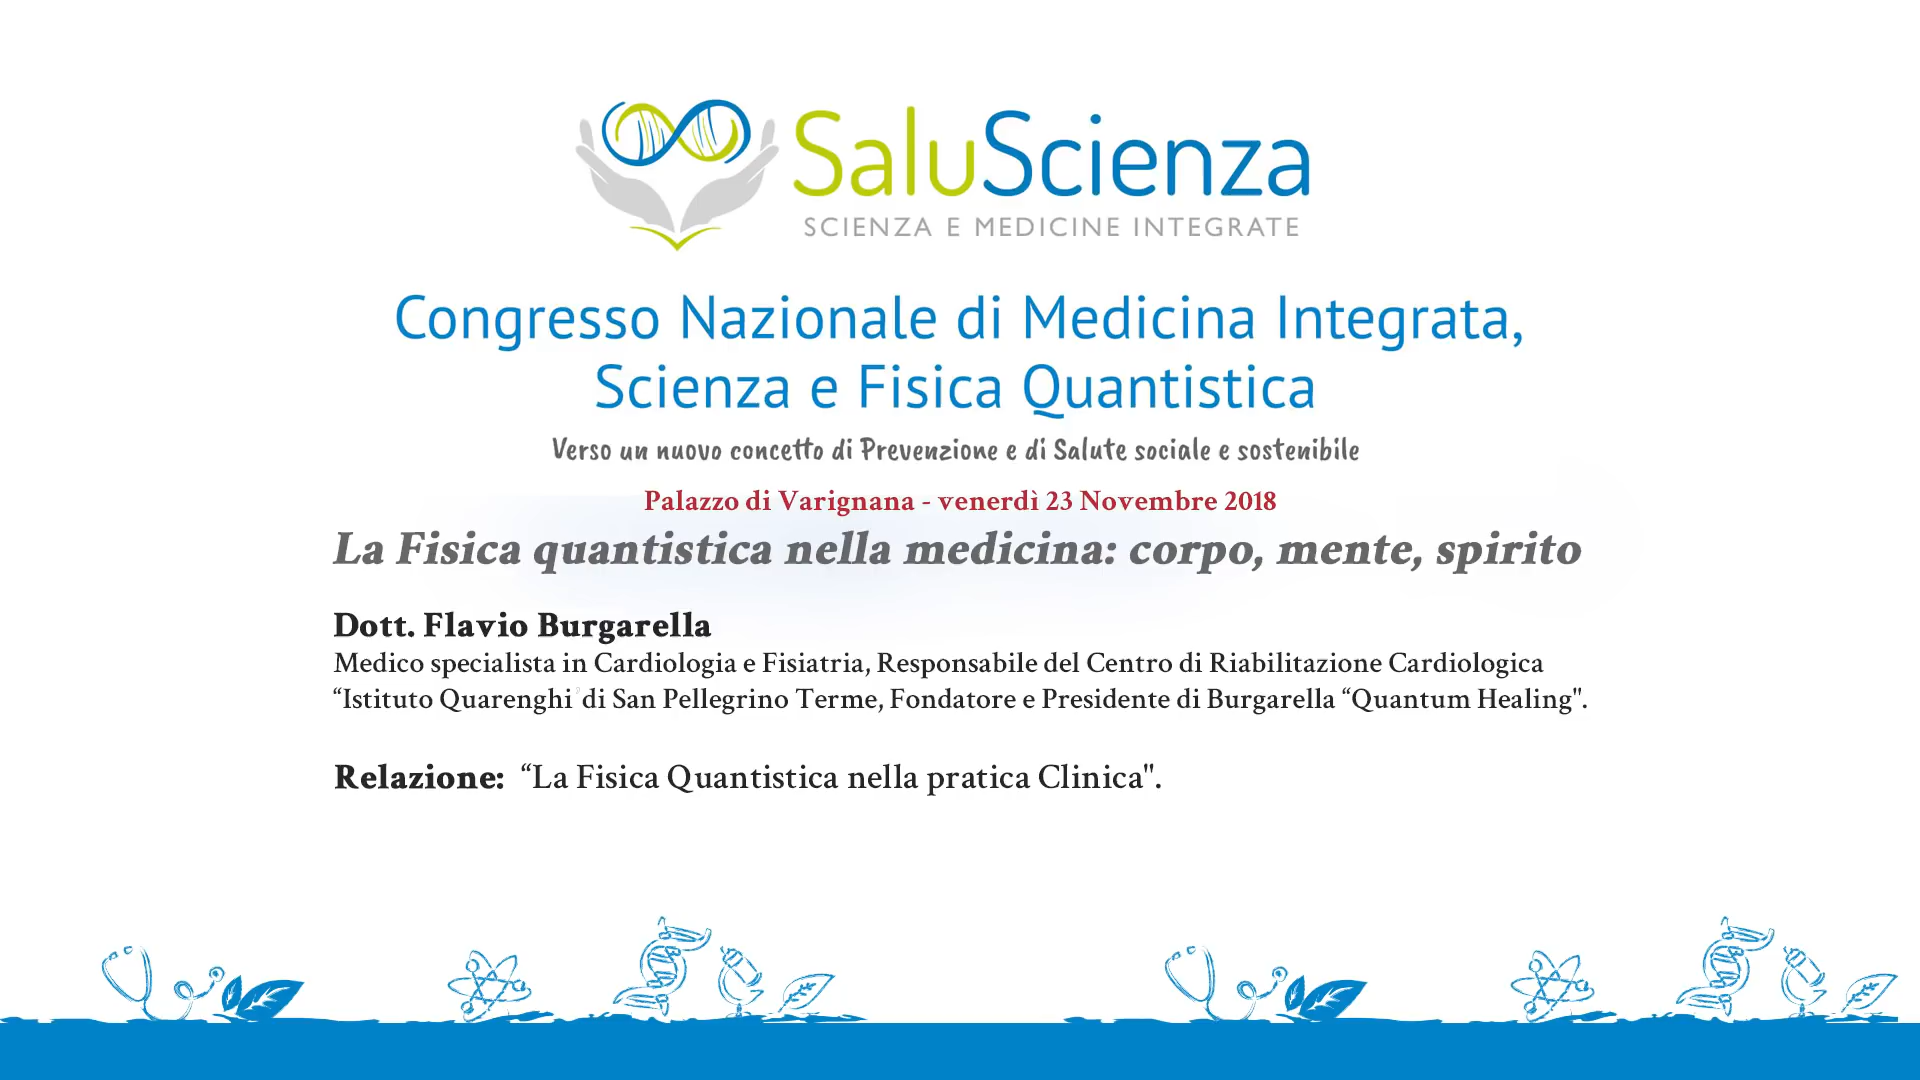 SaluScienza
SCIENZA E MEDICINE INTEGRATE
Congresso Nazionale di Medicina Integrata,
Scienza e Fisica Quantistica
Verso un nuovo concetto di Prevenzione e di Salute sociale e sostenibile
Palazzo di Varignana - venerdì 23 Novembre 2018
La Fisica quantistica nella medicina: corpo, mente, spirito
Dott. Flavio Burgarella
Medico specialista in Cardiologia e Fisiatria, Responsabile del Centro di Riabilitazione Cardiologica
“Istituto Quarenghi” di San Pellegrino Terme, Fondatore e Presidente di Burgarella “Quantum Healing".
Relazione: “La Fisica Quantistica nella pratica Clinica".